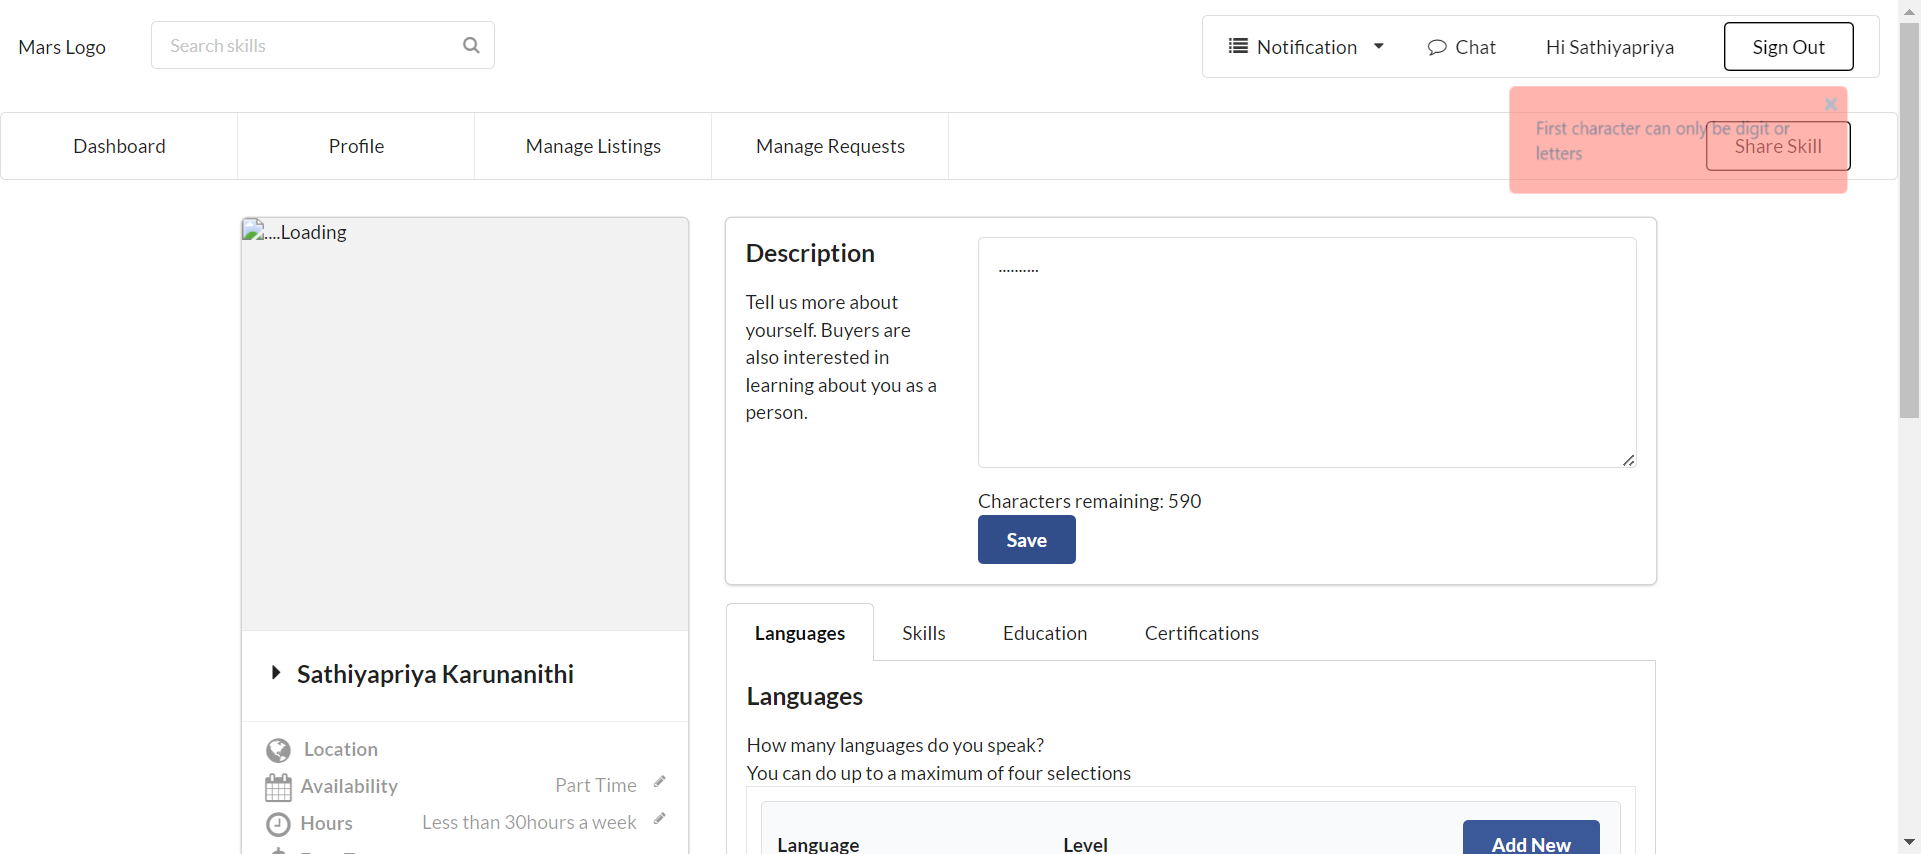 Mars Logo
Search skills
Notification
Chat
Hi Sathiyapriya
Sign Out
First character can only be digit or
letters
Dashboard
Profile
Manage Listings
Manage Requests
Share Skill
....Loading
Description
Tell us more about
yourself. Buyers are
also interested in
learning about you as a
person.
..........
Characters remaining: 590
Save
Sathiyapriya Karunanithi
Location
Availability
Part Time
Hours
Less than 30hours a week
Languages
Skills
Education
Certifications
Languages
How many languages do you speak?
You can do up to a maximum of four selections
Language
Level
Add New